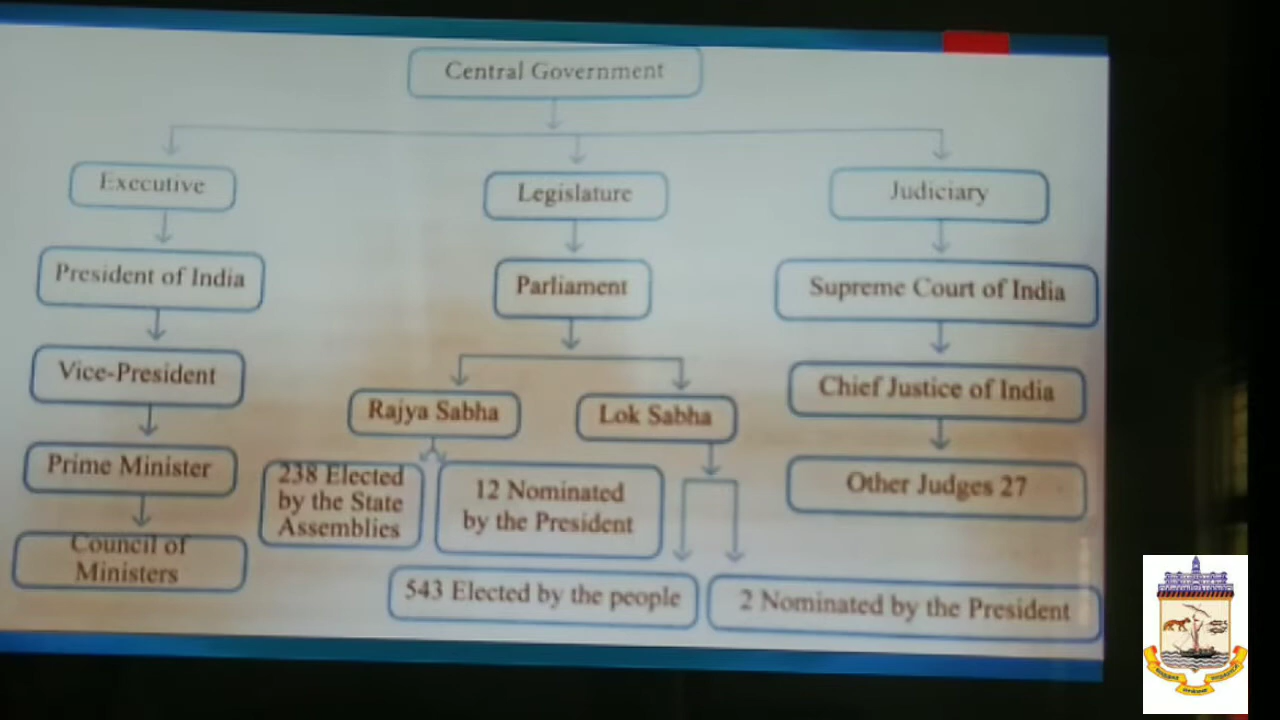 Central Government
Executive
Legislature
Judiciary
President of India
Parliament
Supreme Court of India
Vice-President
Rajya Sabha
Lok Sabha
Chief Justice of India
Prime Minister
238 Elected
by the State
Assemblies
12 Nominated
by the President
Other Judges 27
Council of
Ministers
543 Elected by the people
2 Nominated by the President